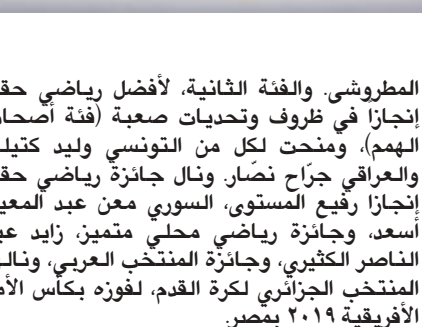 المطروشي. والفئة الثانية، لأفضل رياضي حقق
إنجازاً في ظروف وتحديات صعبة (فئة أصحاب
الهمم)، ومنحت لكل من التونسي وليد كتيلا
والعراقي جرّاح نصّار. ونال جائزة رياضي حقق
إنجازا رفيع المستوى، السوري معن عبد المعين
أسعد، وجائزة رياضي محلي متميز، زايد عبد
الناصر الكثيري، وجائزة المنتخب العربي، ونالها
المنتخب الجزائري لكرة القدم، لفوزه بكأس الأمم
الأفريقية ٢٠١٩ بمصر.